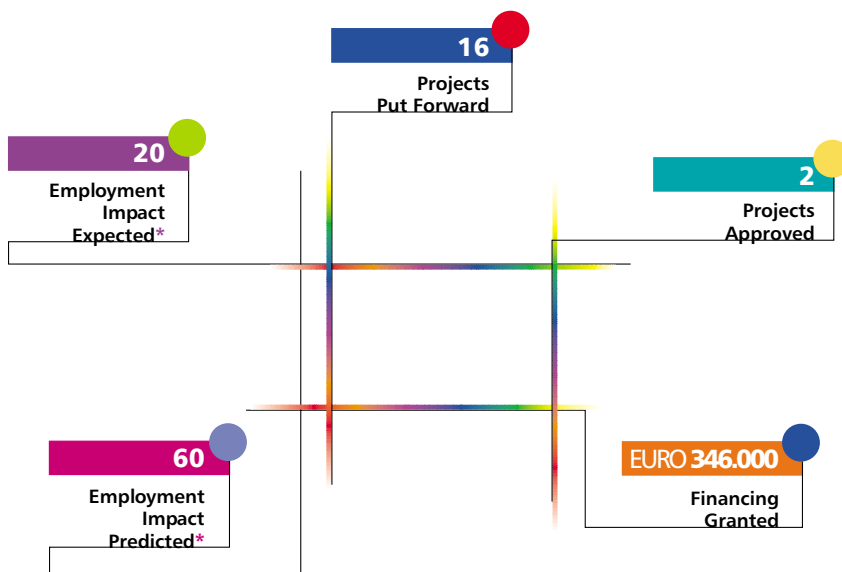 16
Projects
Put Forward
20
Employment
Impact
Expected*
2
Projects
Approved
60
Employment
Impact
Predicted*
EURO 346.000
Financing
Granted